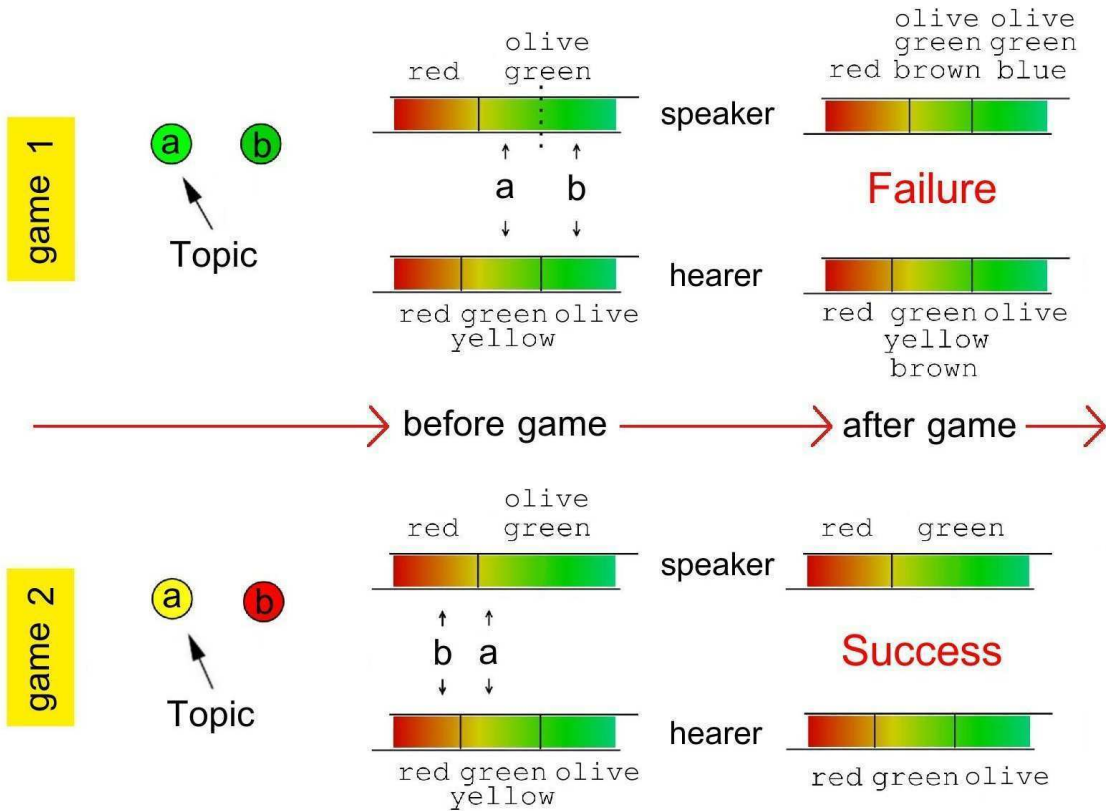 game 1
a b
Topic
olive
red green
speaker
a b
hearer
red green olive
yellow
olive olive
green green
red brown blue
Failure
red green olive
yellow
brown
before game
after game
game 2
a b
Topic
olive
red green
speaker
b a
hearer
red green olive
yellow
red green
Success
red green olive